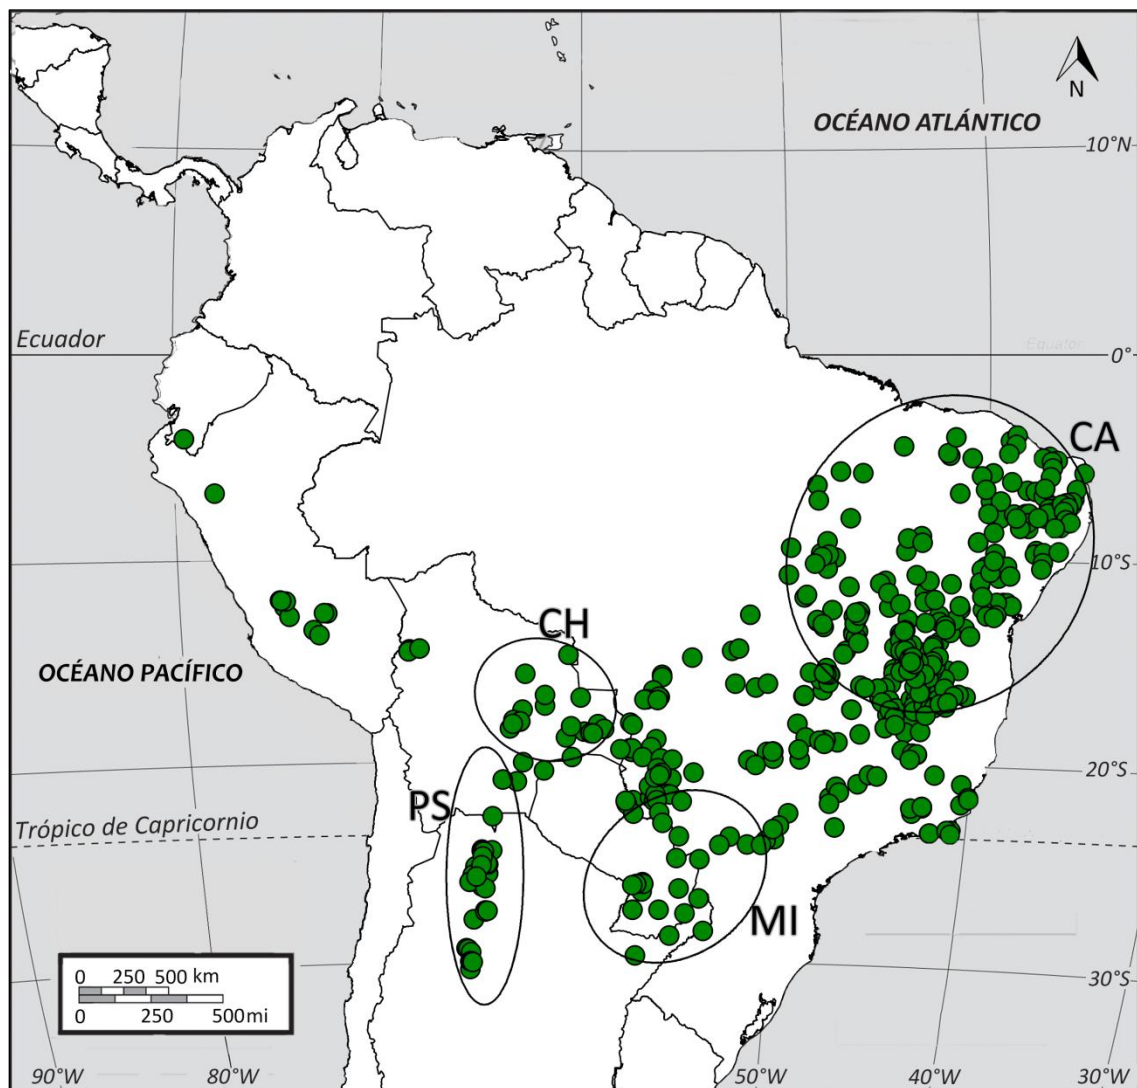 N
OCÉANO ATLÁNTICO
10°N
Ecuador
Equator
0°
CA
10°S
CH
OCÉANO PACÍFICO
20°S
PS
Trópico de Capricornio
MI
0 250 500 km
0 250 500mi
30°S
90°W 80°W 50°W 40°W 30°W